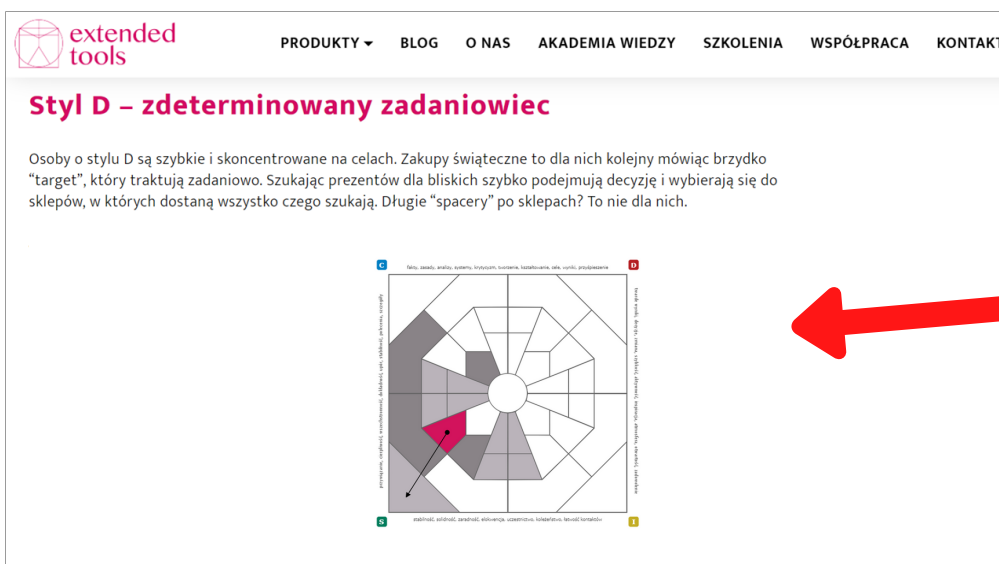 extended
tools
PRODUKTY
BLOG
O NAS
AKADEMIA WIEDZY
SZKOLENIA
WSPÓŁPRACA
KONTAKT
Styl D – zdeterminowany zadaniowiec
Osoby o stylu D są szybkie i skoncentrowane na celach. Zakupy świąteczne to dla nich kolejny mówiąc brzydko
“target”, który traktują zadaniowo. Szukając prezentów dla bliskich szybko podejmują decyzję i wybierają się do
sklepów, w których dostaną wszystko czego szukają. Długie “spacery” po sklepach? To nie dla nich.
C
fakty, zasady, analizy, systemy, krytycyzm, tworzenie, kształtowanie, cele, wyniki, przyśpieszenie
D
S
stabilność, solidność, zaradność, elokwencja, uczestnictwo, koleżeństwo, łatwość kontaktów
I